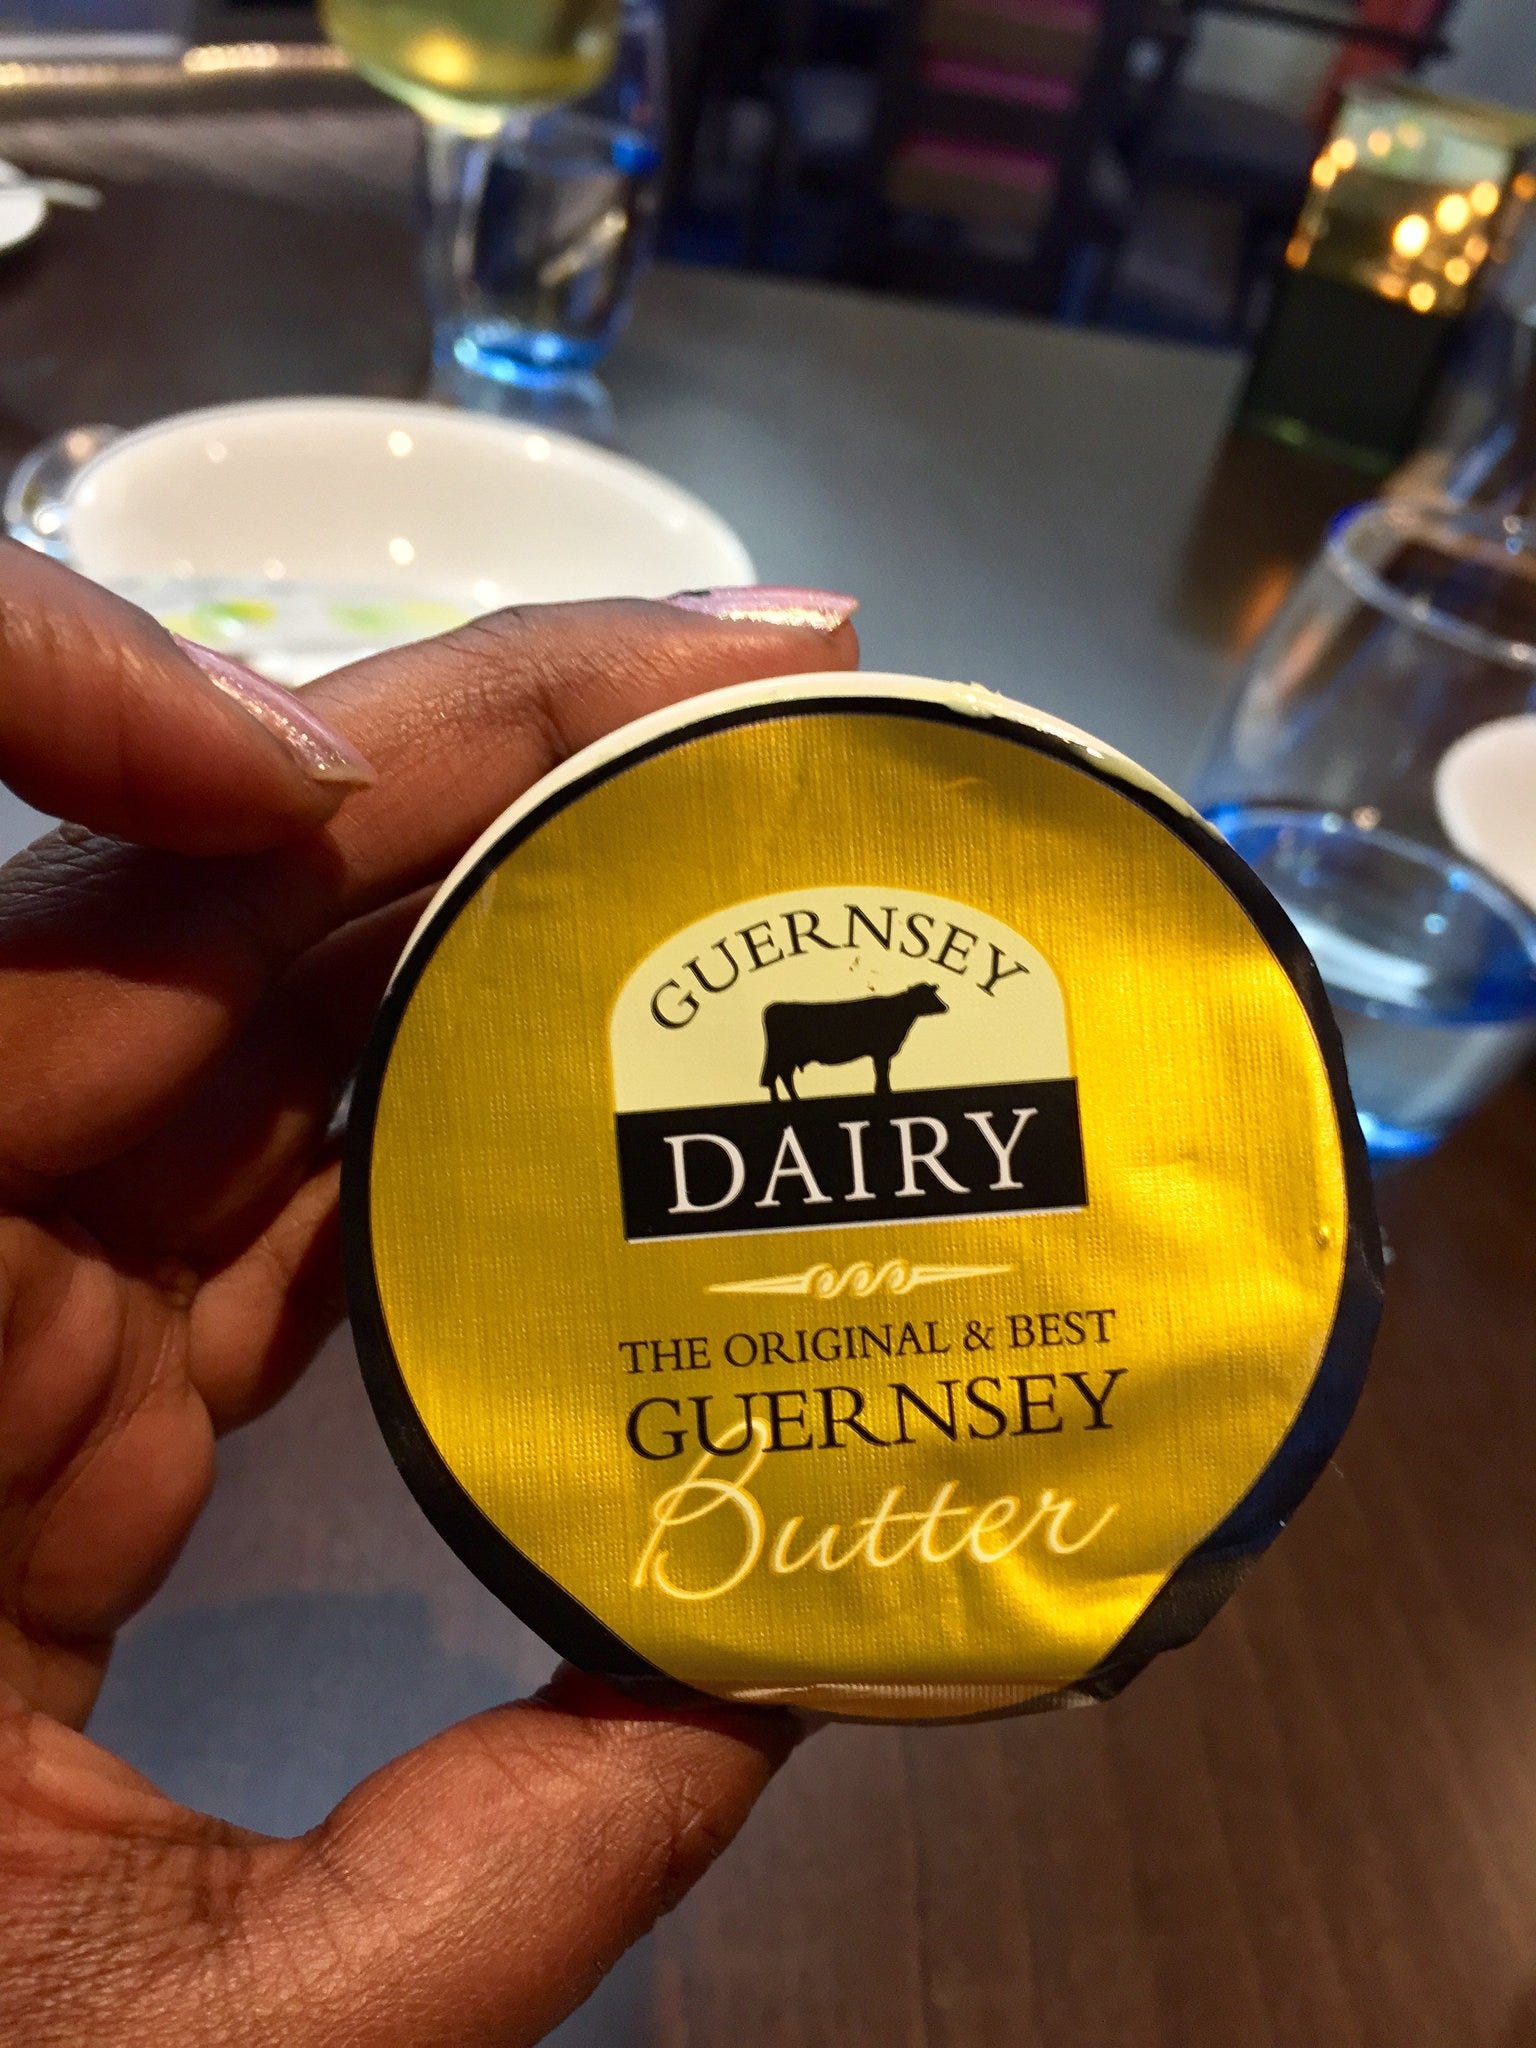 GUERNSEY
DAIRY
THE ORIGINAL & BEST
GUERNSEY
Butter